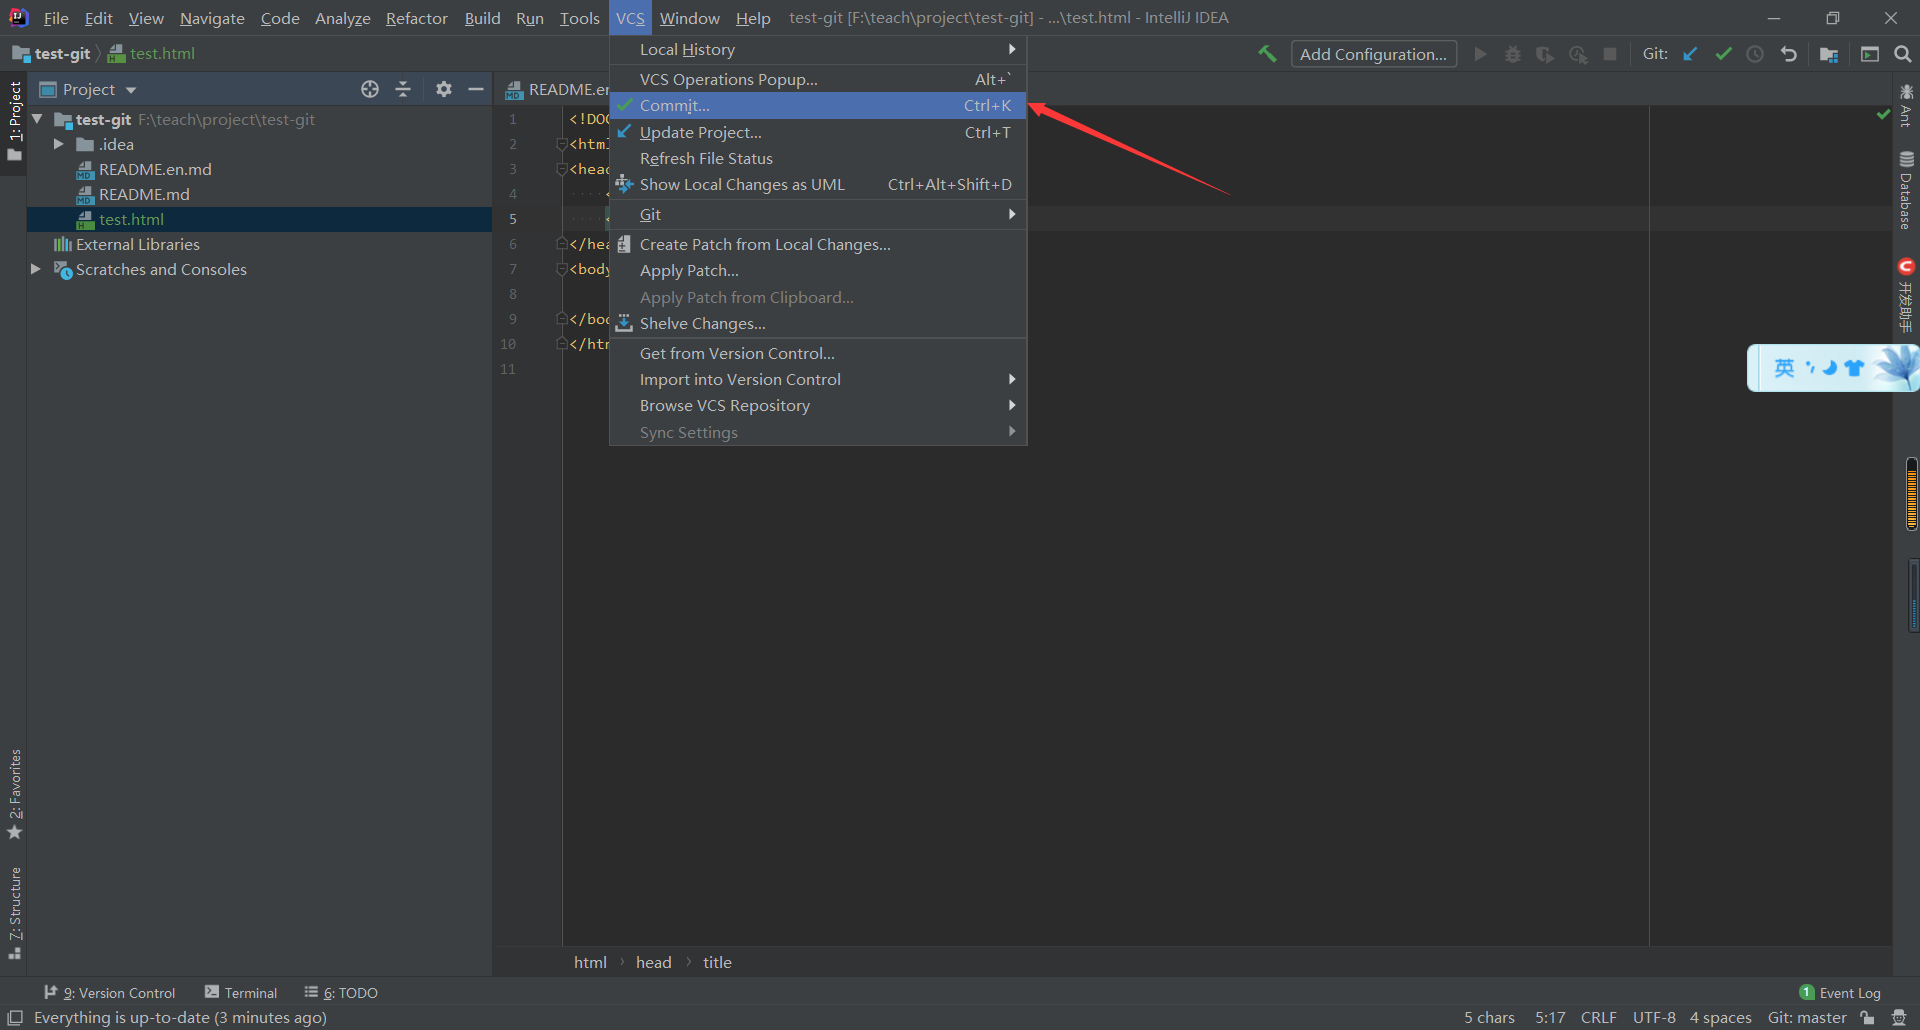 File Edit View Navigate Code Analyze Refactor Build Run Tools VCS Window Help test-git [F:\teach\project\test-git] - ...\test.html - IntelliJ IDEA
test-git test.html
Add Configuration... Git:
Project
README.en
1: Project
test-git F:\teach\project\test-git
.idea
README.en.md
README.md
test.html
External Libraries
Scratches and Consoles
Local History
VCS Operations Popup... Alt+`
Commit... Ctrl+K
Update Project... Ctrl+T
Refresh File Status
Show Local Changes as UML Ctrl+Alt+Shift+D
Git
Create Patch from Local Changes...
Apply Patch...
Apply Patch from Clipboard...
Shelve Changes...
Get from Version Control...
Import into Version Control
Browse VCS Repository
Sync Settings
1 <!DOC
2 <html
3 <head
4 <
5 <
6 </hea
7 <body
8
9 </bod
10 </htm
11
Ant
Database
开发助手
英
2: Favorites
7: Structure
html head title
9: Version Control Terminal 6: TODO
1 Event Log
Everything is up-to-date (3 minutes ago)
5 chars 5:17 CRLF UTF-8 4 spaces Git: master